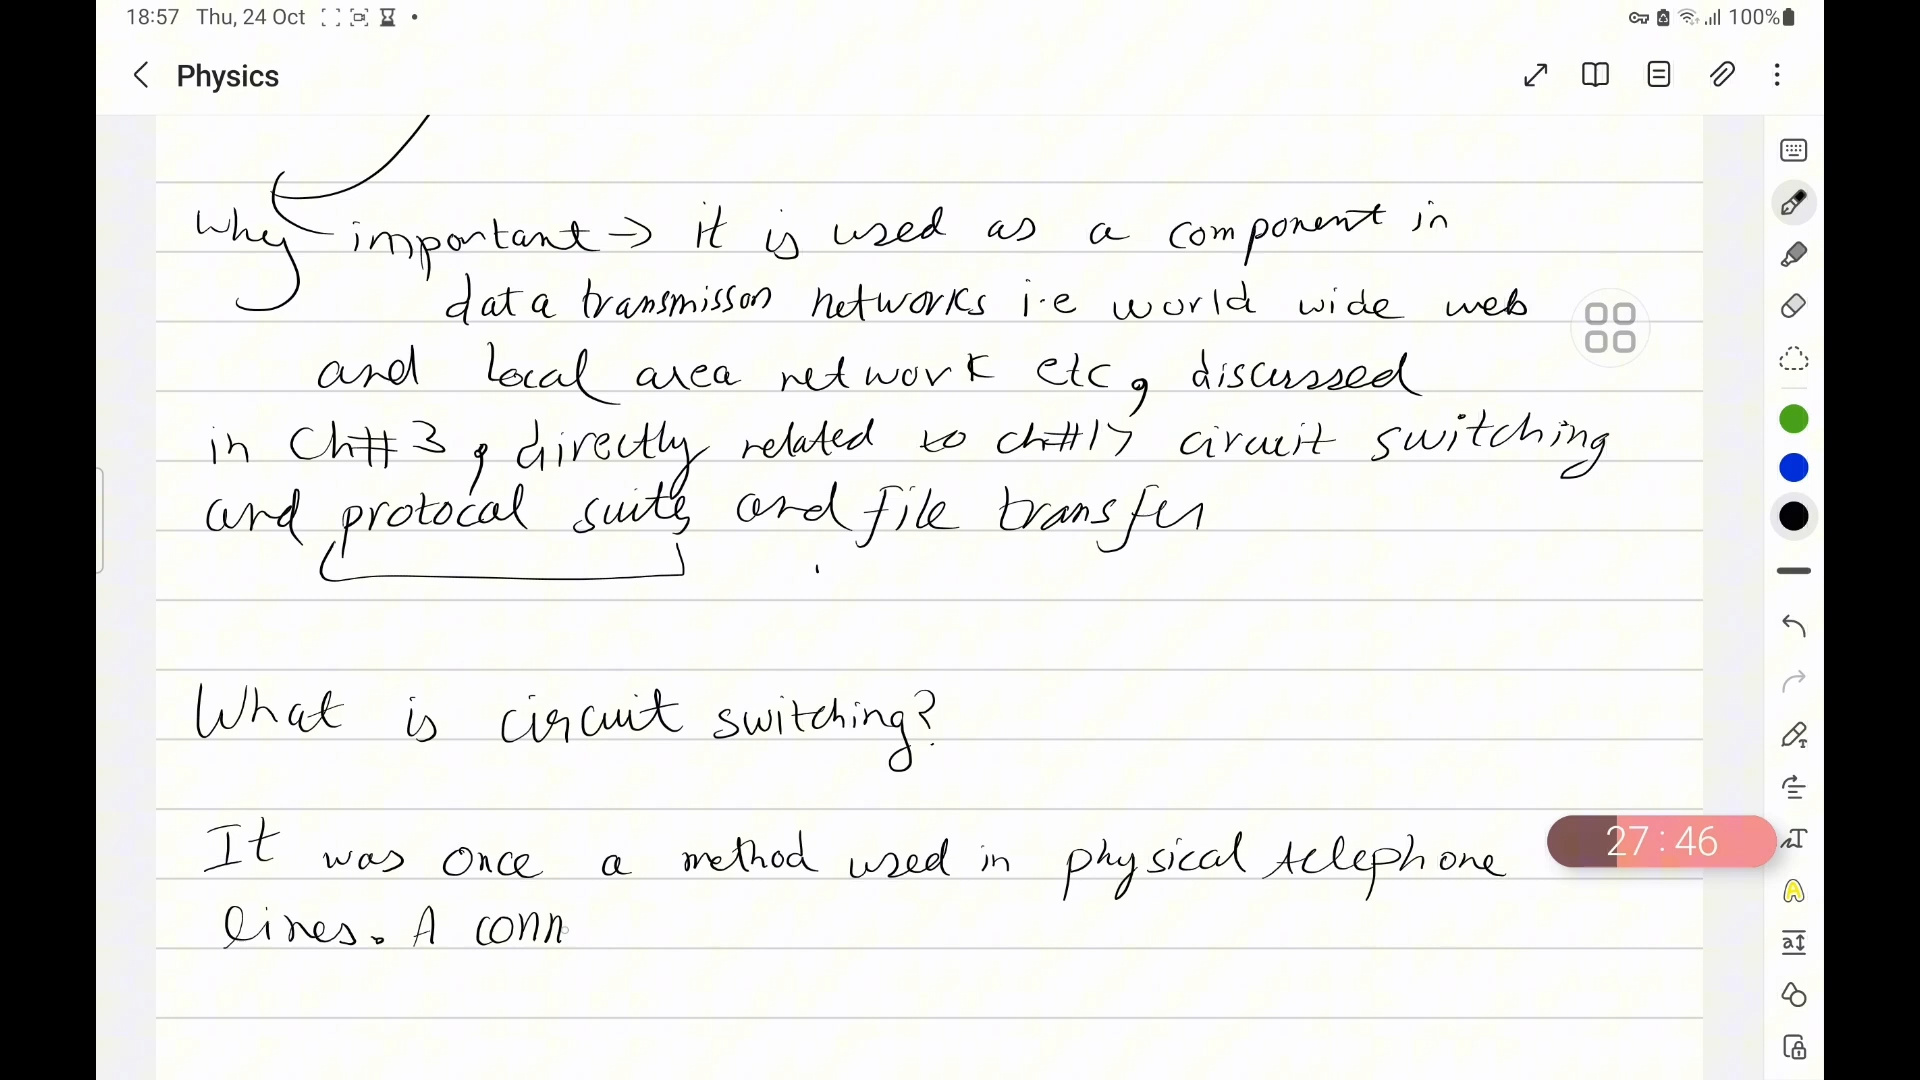 18:57 Thu, 24 Oct 100%
Physics
Why important → it is used as a component in
data transmisson networks i.e world wide web
and local area network etc, discussed
in Ch#3, directly related to ch#17 circuit switching
and protocal suite, and file transfer
What is circuit switching?
It was once a method used in physical telephone
27:46
lines. A conn